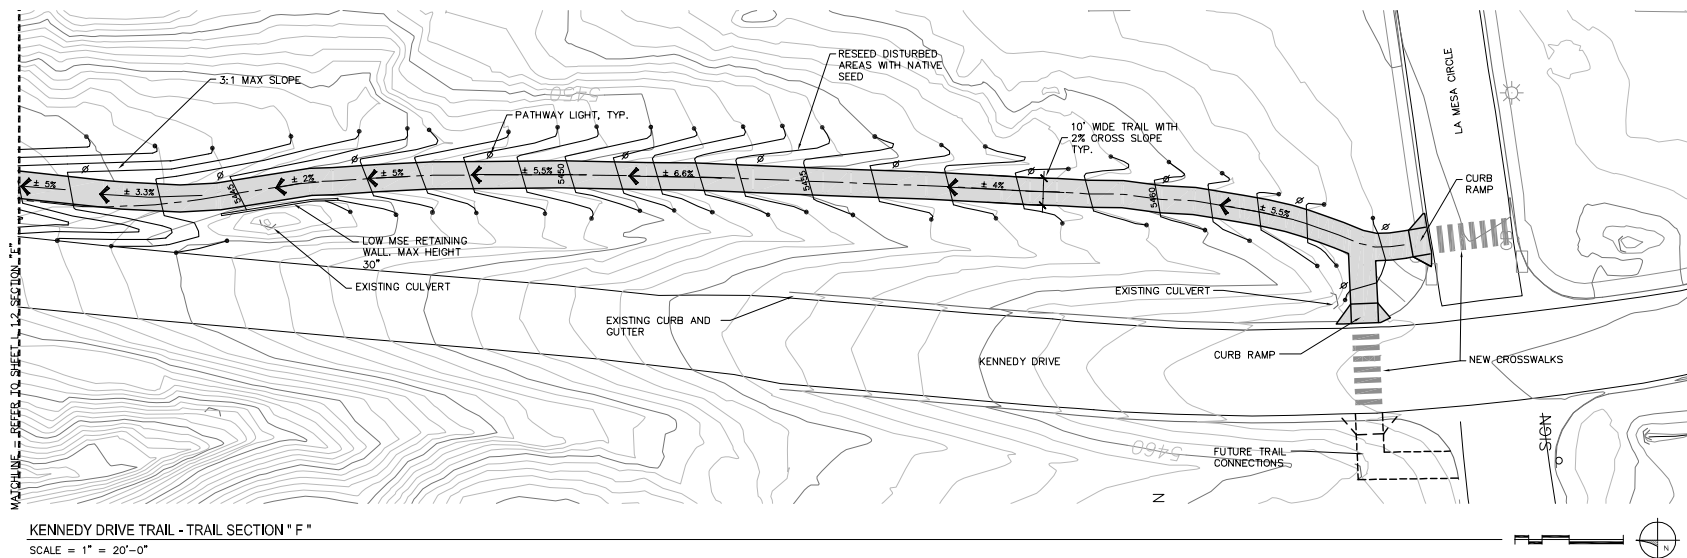 3:1 MAX SLOPE
RESEED DISTURBED
AREAS WITH NATIVE
SEED
5450
PATHWAY LIGHT, TYP.
10' WIDE TRAIL WITH
2% CROSS SLOPE
TYP.
LA MESA CIRCLE
CURB
RAMP
± 5%
± 3.3%
5445
± 2%
± 5%
± 5.5%
5450
± 6.6%
5455
± 4%
5460
± 5.5%
LOW MSE RETAINING
WALL, MAX HEIGHT
30"
EXISTING CULVERT
EXISTING CULVERT
EXISTING CURB AND
GUTTER
KENNEDY DRIVE
CURB RAMP
NEW CROSSWALKS
5460
FUTURE TRAIL
CONNECTIONS
SIGN
N
MATCHLINE - REFER TO SHEET L.1.2 SECTION "E"
KENNEDY DRIVE TRAIL - TRAIL SECTION " F "
SCALE = 1" = 20'-0"
N